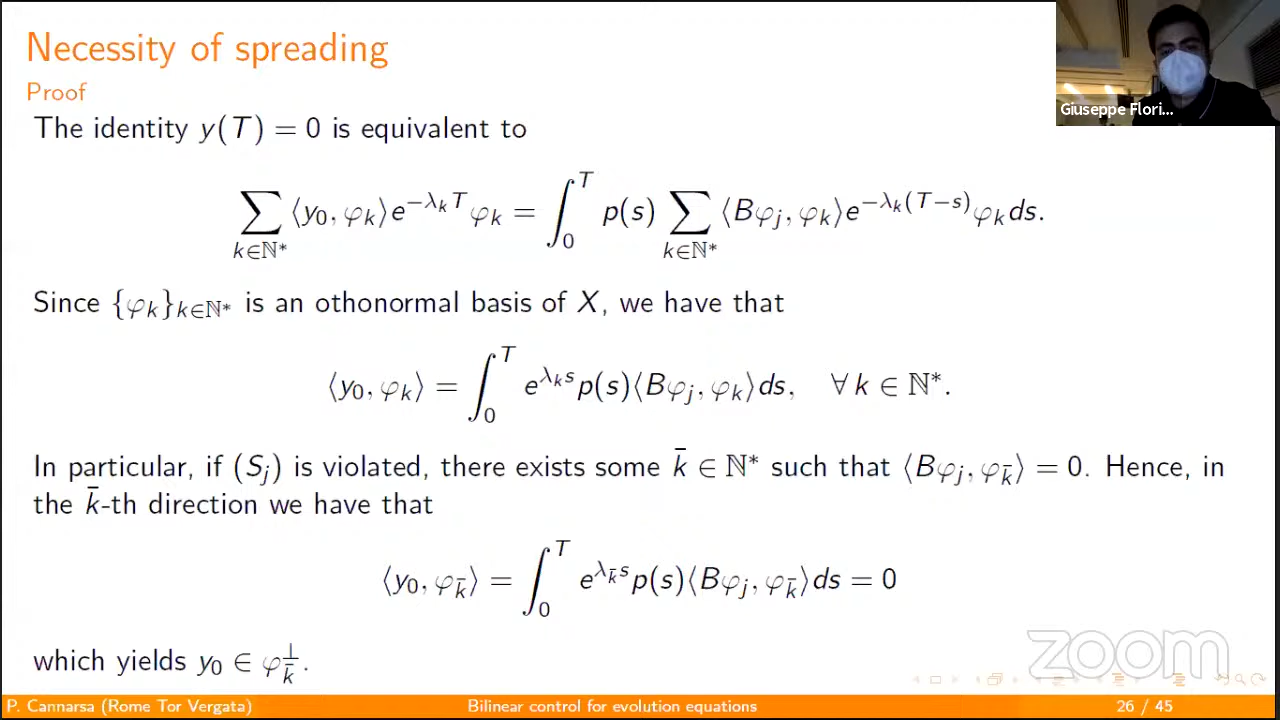 Necessity of spreading
Proof
The identity y(T) = 0 is equivalent to
∑_{k∈ℕ*} ⟨y₀, φ_k⟩e^{−λ_k T} φ_k = ∫_0^T p(s) ∑_{k∈ℕ*} ⟨Bφ_j, φ_k⟩e^{−λ_k(T−s)} φ_k ds.
Since {φ_k}_{k∈ℕ*} is an othonormal basis of X, we have that
⟨y₀, φ_k⟩ = ∫_0^T e^{λ_k s} p(s)⟨Bφ_j, φ_k⟩ds, ∀ k ∈ ℕ*.
In particular, if (S_j) is violated, there exists some k̄ ∈ ℕ* such that ⟨Bφ_j, φ_k̄⟩ = 0. Hence, in
the k̄-th direction we have that
⟨y₀, φ_k̄⟩ = ∫_0^T e^{λ_k̄ s} p(s)⟨Bφ_j, φ_k̄⟩ds = 0
which yields y₀ ∈ φ_k̄^⊥.
Giuseppe Flori...
zoom
P. Cannarsa (Rome Tor Vergata)
Bilinear control for evolution equations
26 / 45